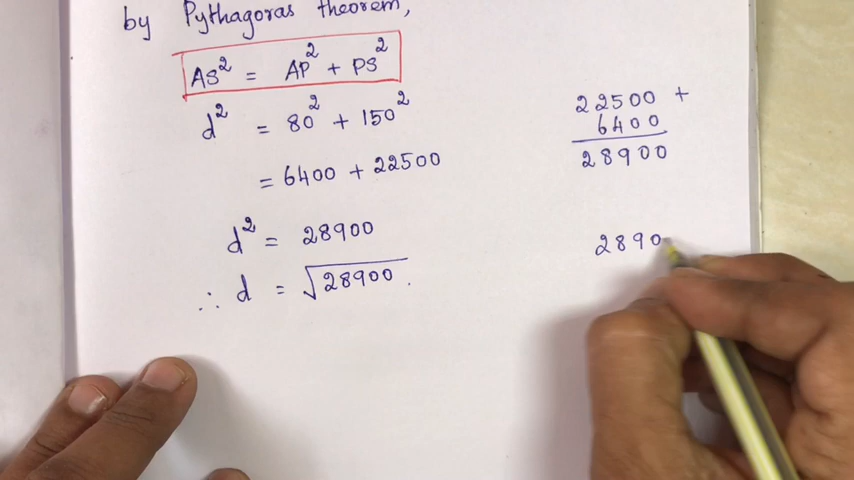 by Pythagoras theorem,
AS² = AP² + PS²
d² = 80² + 150²
= 6400 + 22500
d² = 28900
∴ d = √28900.
22500 +
6400
28900
2890